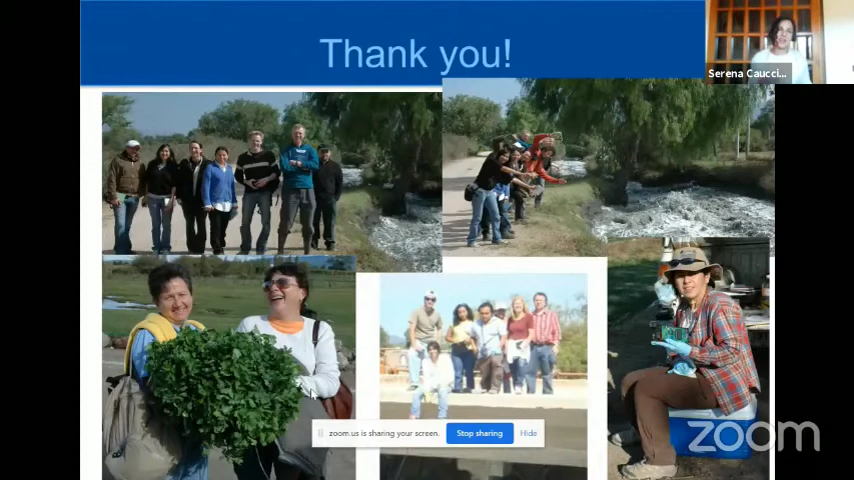 Thank you!
Serena Caucci...
zoom.us is sharing your screen.
Stop sharing
Hide
zoom